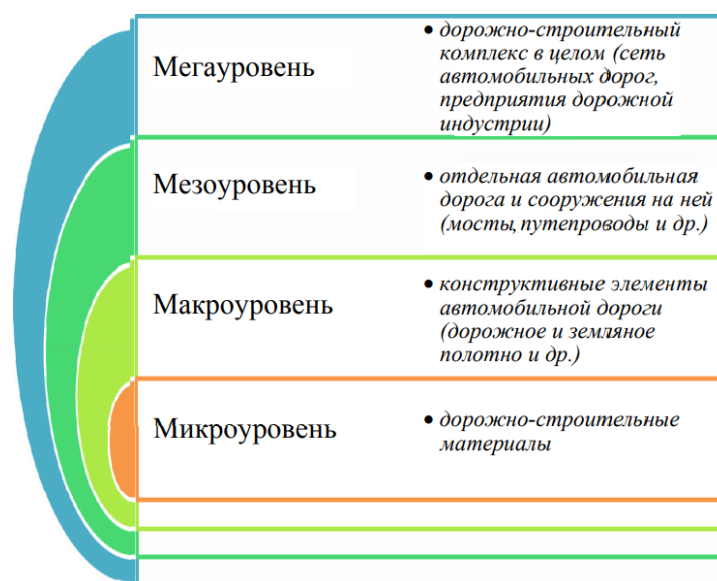 Мегауровень
• дорожно-строительный
комплекс в целом (сеть
автомобильных дорог,
предприятия дорожной
индустрии)
Мезоуровень
• отдельная автомобильная
дорога и сооружения на ней
(мосты, путепроводы и др.)
Макроуровень
• конструктивные элементы
автомобильной дороги
(дорожное и земляное
полотно и др.)
Микроуровень
• дорожно-строительные
материалы